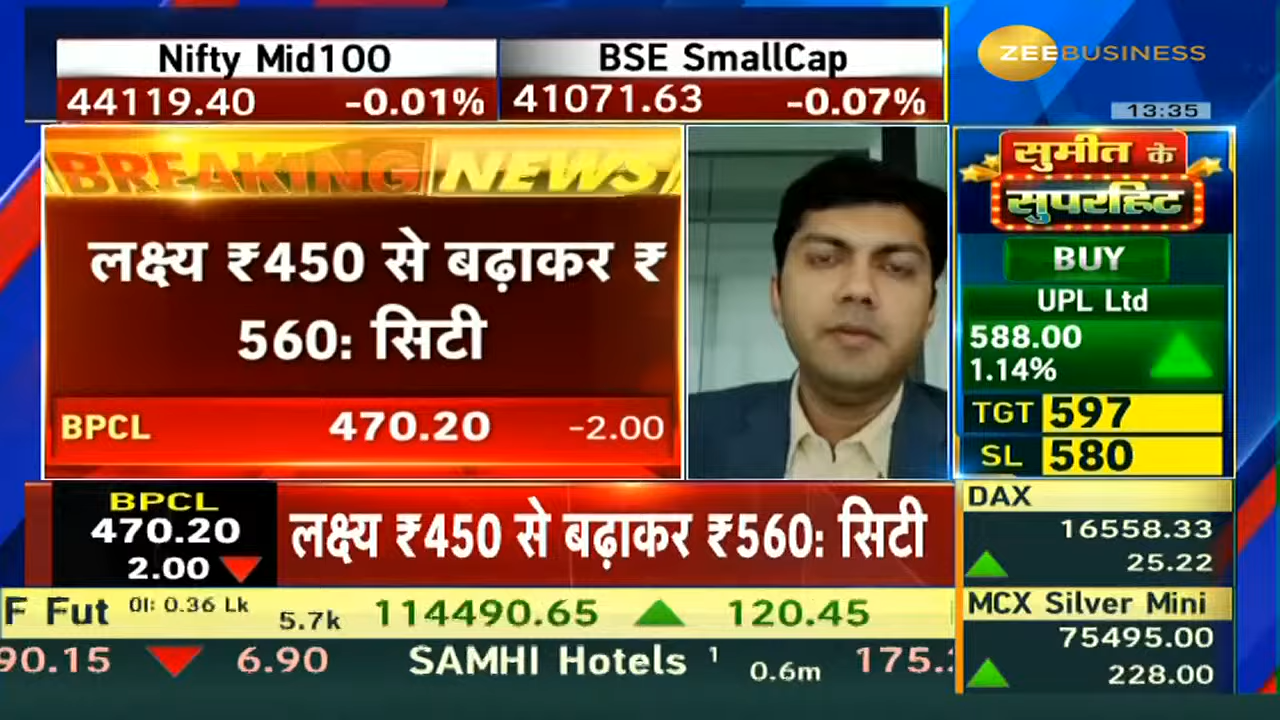 Nifty Mid100
BSE SmallCap
44119.40 -0.01%
41071.63 -0.07%
ZEEBUSINESS
13:35
BREAKING NEWS
लक्ष्य ₹450 से बढ़ाकर ₹
560: सिटी
BPCL 470.20 -2.00
सुमीत के
सुपरहिट
BUY
UPL Ltd
588.00
1.14%
TGT 597
SL 580
BPCL
470.20
2.00
लक्ष्य ₹450 से बढ़ाकर ₹560: सिटी
DAX
16558.33
25.22
MCX Silver Mini
75495.00
228.00
F Fut OI: 0.36 Lk 5.7k 114490.65 120.45
90.15 6.90 SAMHI Hotels 1 0.6m 175.